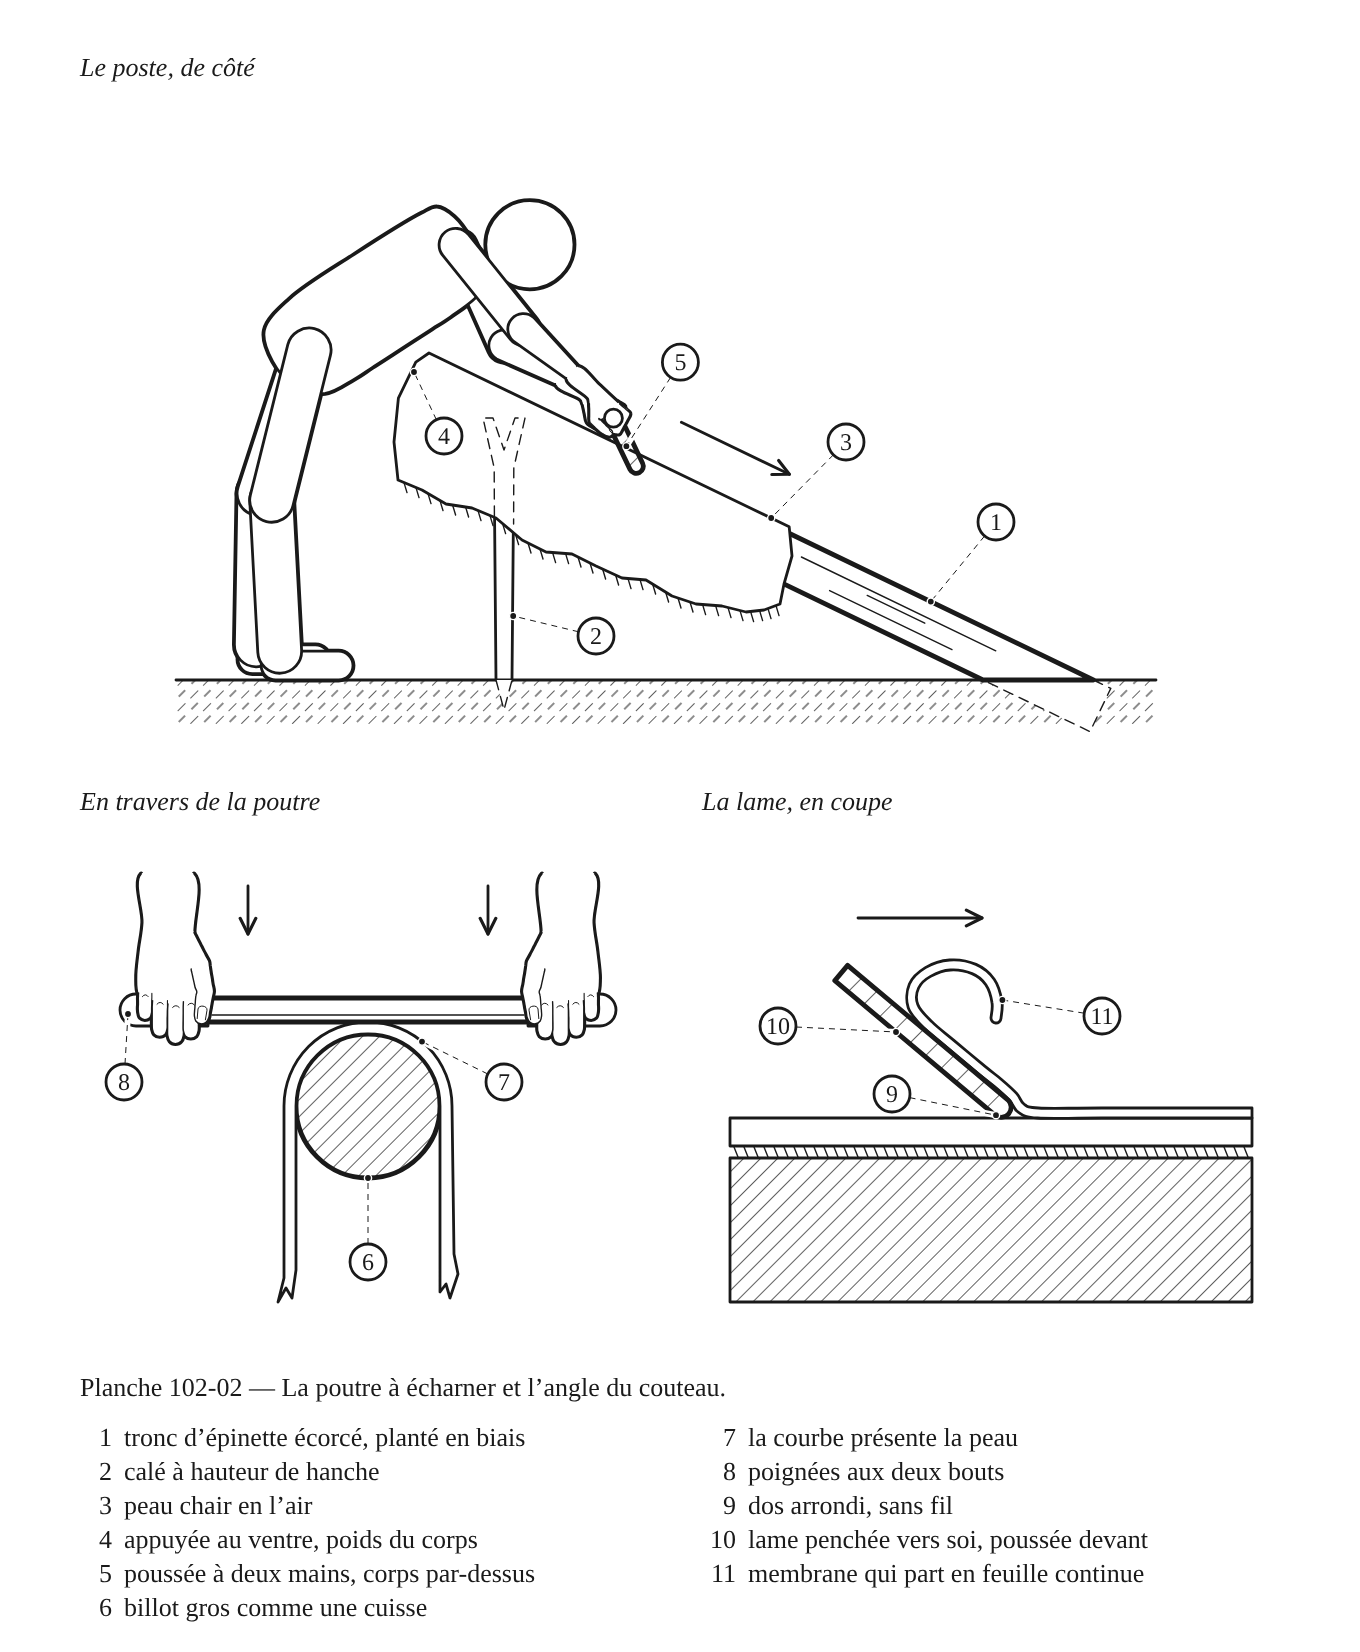 Le poste, de côté
5
4
3
1
2
En travers de la poutre
La lame, en coupe
10
11
8
7
9
6
Planche 102-02 — La poutre à écharner et l’angle du couteau.
1 tronc d’épinette écorcé, planté en biais
2 calé à hauteur de hanche
3 peau chair en l’air
4 appuyée au ventre, poids du corps
5 poussée à deux mains, corps par-dessus
6 billot gros comme une cuisse
7 la courbe présente la peau
8 poignées aux deux bouts
9 dos arrondi, sans fil
10 lame penchée vers soi, poussée devant
11 membrane qui part en feuille continue